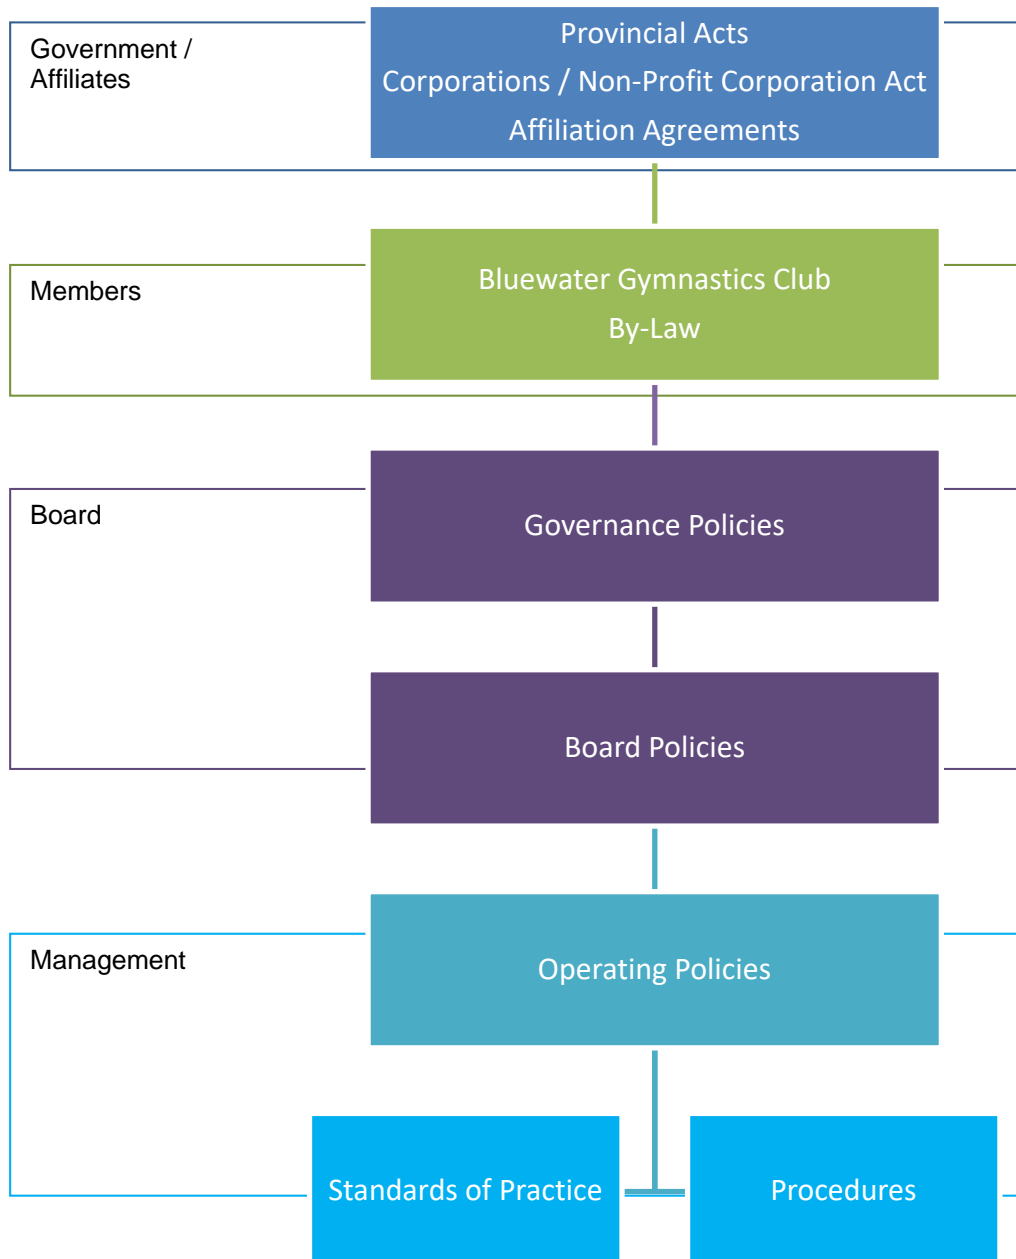 Government /
Affiliates
Provincial Acts
Corporations / Non-Profit Corporation Act
Affiliation Agreements
Members
Bluewater Gymnastics Club
By-Law
Board
Governance Policies
Board Policies
Management
Operating Policies
Standards of Practice
Procedures